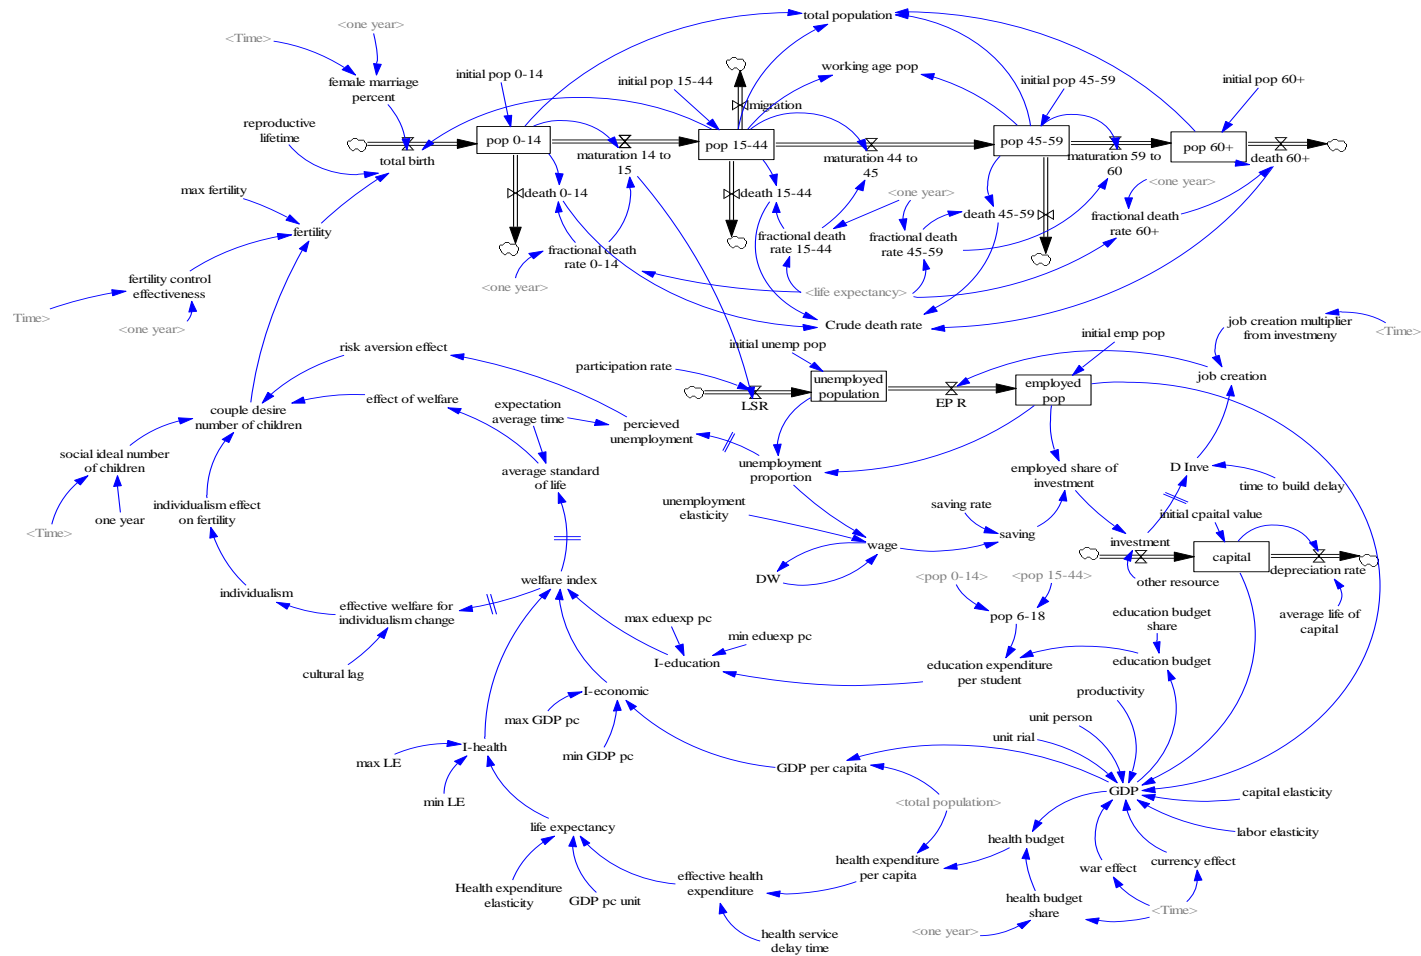 total population
<one year>
<Time>
female marriage
percent
initial pop 0-14
initial pop 15-44
working age pop
initial pop 45-59
initial pop 60+
migration
reproductive
lifetime
total birth
pop 0-14
maturation 14 to
15
pop 15-44
maturation 44 to
45
pop 45-59
maturation 59 to
60
pop 60+
death 60+
max fertility
fertility
death 0-14
death 15-44
<one year>
death 45-59
<one year>
fractional death
rate 0-14
fractional death
rate 15-44
fractional death
rate 45-59
fractional death
rate 60+
fertility control
effectiveness
<one year>
<life expectancy>
Time>
<one year>
Crude death rate
job creation multiplier
from investmeny
<Time>
risk aversion effect
initial unemp pop
initial emp pop
participation rate
unemployed
population
employed
pop
job creation
LSR
EP R
effect of welfare
expectation
average time
couple desire
number of children
percieved
unemployment
social ideal number
of children
average standard
of life
unemployment
proportion
employed share of
investment
D Inve
time to build delay
one year
<Time>
individualism effect
on fertility
unemployment
elasticity
saving rate
saving
initial cpaital value
wage
investment
capital
depreciation rate
DW
<pop 0-14>
<pop 15-44>
other resource
individualism
effective welfare for
individualism change
welfare index
average life of
capital
max eduexp pc
min eduexp pc
pop 6-18
education budget
share
cultural lag
I-education
education expenditure
per student
education budget
I-economic
productivity
max GDP pc
min GDP pc
unit person
unit rial
I-health
max LE
min LE
GDP per capita
GDP
capital elasticity
<total population>
labor elasticity
life expectancy
health budget
health expenditure
per capita
war effect
currency effect
Health expenditure
elasticity
GDP pc unit
effective health
expenditure
health budget
share
<Time>
<one year>
health service
delay time